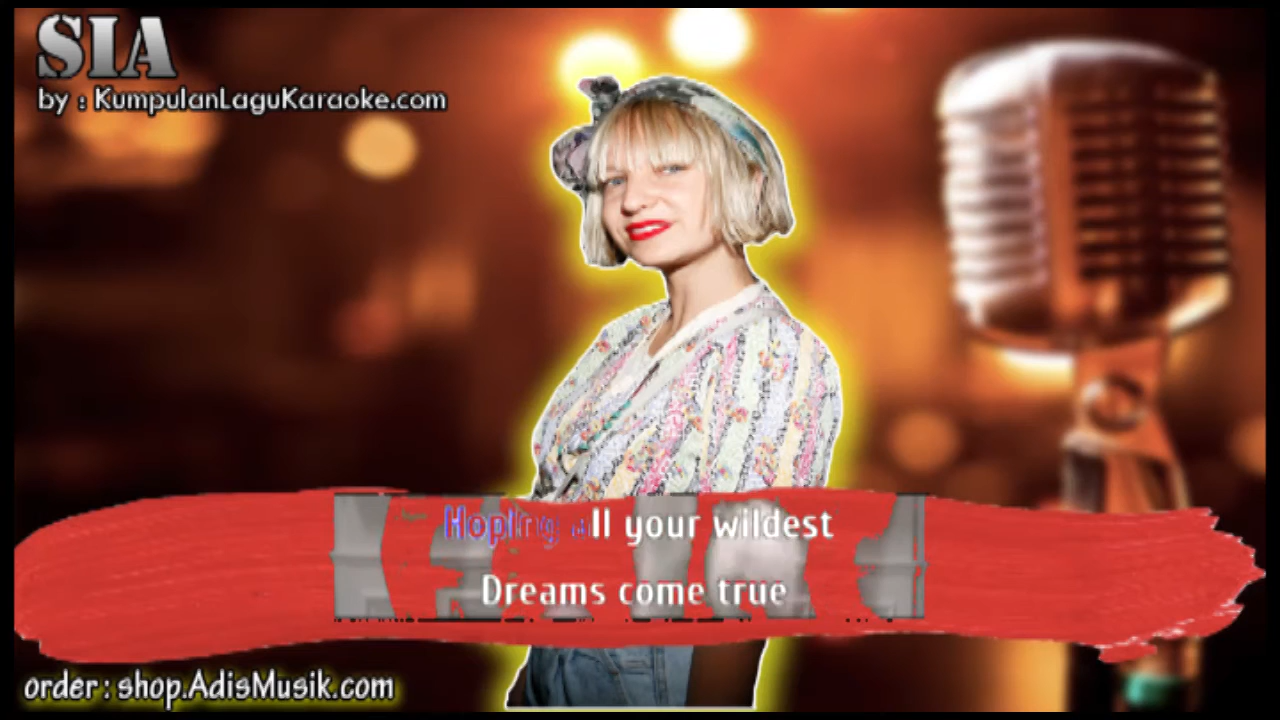 SIA
by : KumpulanLaguKaraoke.com
Hoping all your wildest
Dreams come true
order : shop.AdisMusik.com